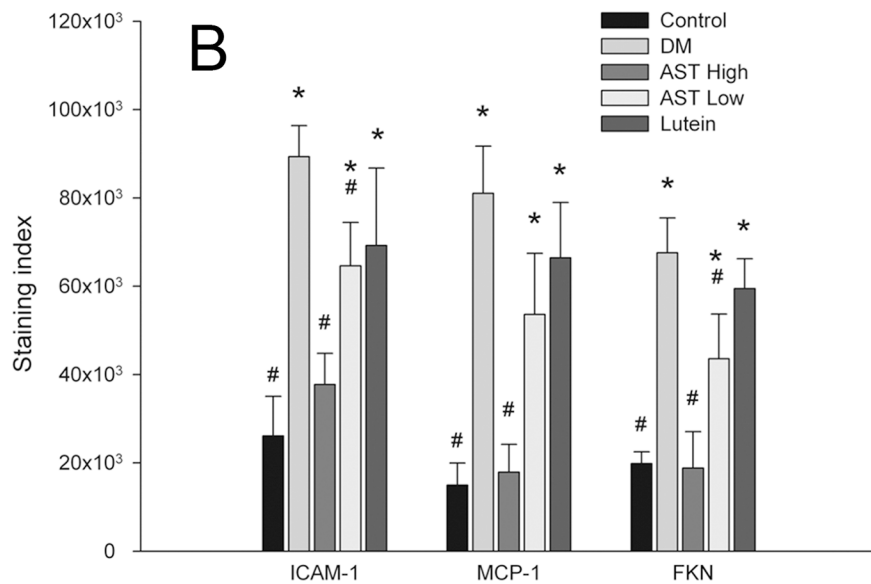 B
Control
DM
AST High
AST Low
Lutein
Staining index
120x10³
100x10³
80x10³
60x10³
40x10³
20x10³
0
* * * # *
# #
* * *
# #
* * # *
# #
ICAM-1 MCP-1 FKN